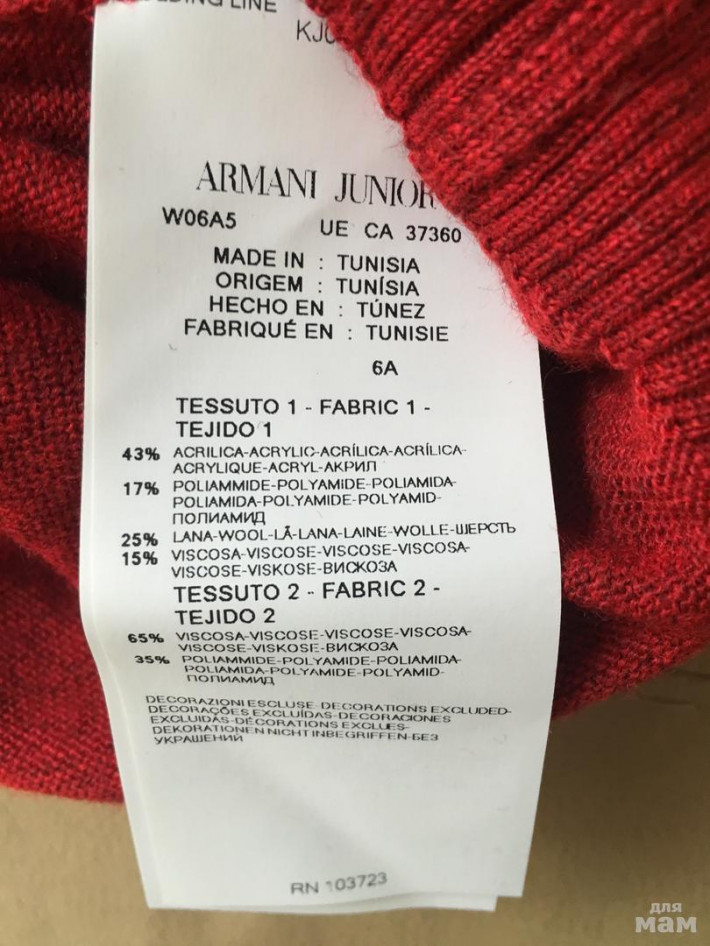 LINE
ARMANI JUNIOR
W06A5 UE CA 37360
MADE IN : TUNISIA
ORIGEM : TUNÍSIA
HECHO EN : TÚNEZ
FABRIQUÉ EN : TUNISIE
6A
TESSUTO 1 - FABRIC 1 -
TEJIDO 1
43% ACRILICA-ACRYLIC-ACRÍLICA-ACRÍLICA-
ACRYLIQUE-ACRYL-АКРИЛ
17% POLIAMMIDE-POLYAMIDE-POLIAMIDA-
POLIAMIDA-POLYAMIDE-POLYAMID-
ПОЛИАМИД
25% LANA-WOOL-LÃ-LANA-LAINE-WOLLE-ШЕРСТЬ
15% VISCOSA-VISCOSE-VISCOSE-VISCOSA-
VISCOSE-VISKOSE-ВИСКОЗА
TESSUTO 2 - FABRIC 2 -
TEJIDO 2
65% VISCOSA-VISCOSE-VISCOSE-VISCOSA-
VISCOSE-VISKOSE-ВИСКОЗА
35% POLIAMMIDE-POLYAMIDE-POLIAMIDA-
POLIAMIDA-POLYAMIDE-POLYAMID-
ПОЛИАМИД
DECORAZIONI ESCLUSE-DECORATIONS EXCLUDED-
DECORAÇÕES EXCLUÍDAS-DECORACIONES
EXCLUIDAS-DÉCORATIONS EXCLUES-
DEKORATIONEN NICHT INBEGRIFFEN-БЕЗ
УКРАШЕНИЙ
RN 103723
для
мам